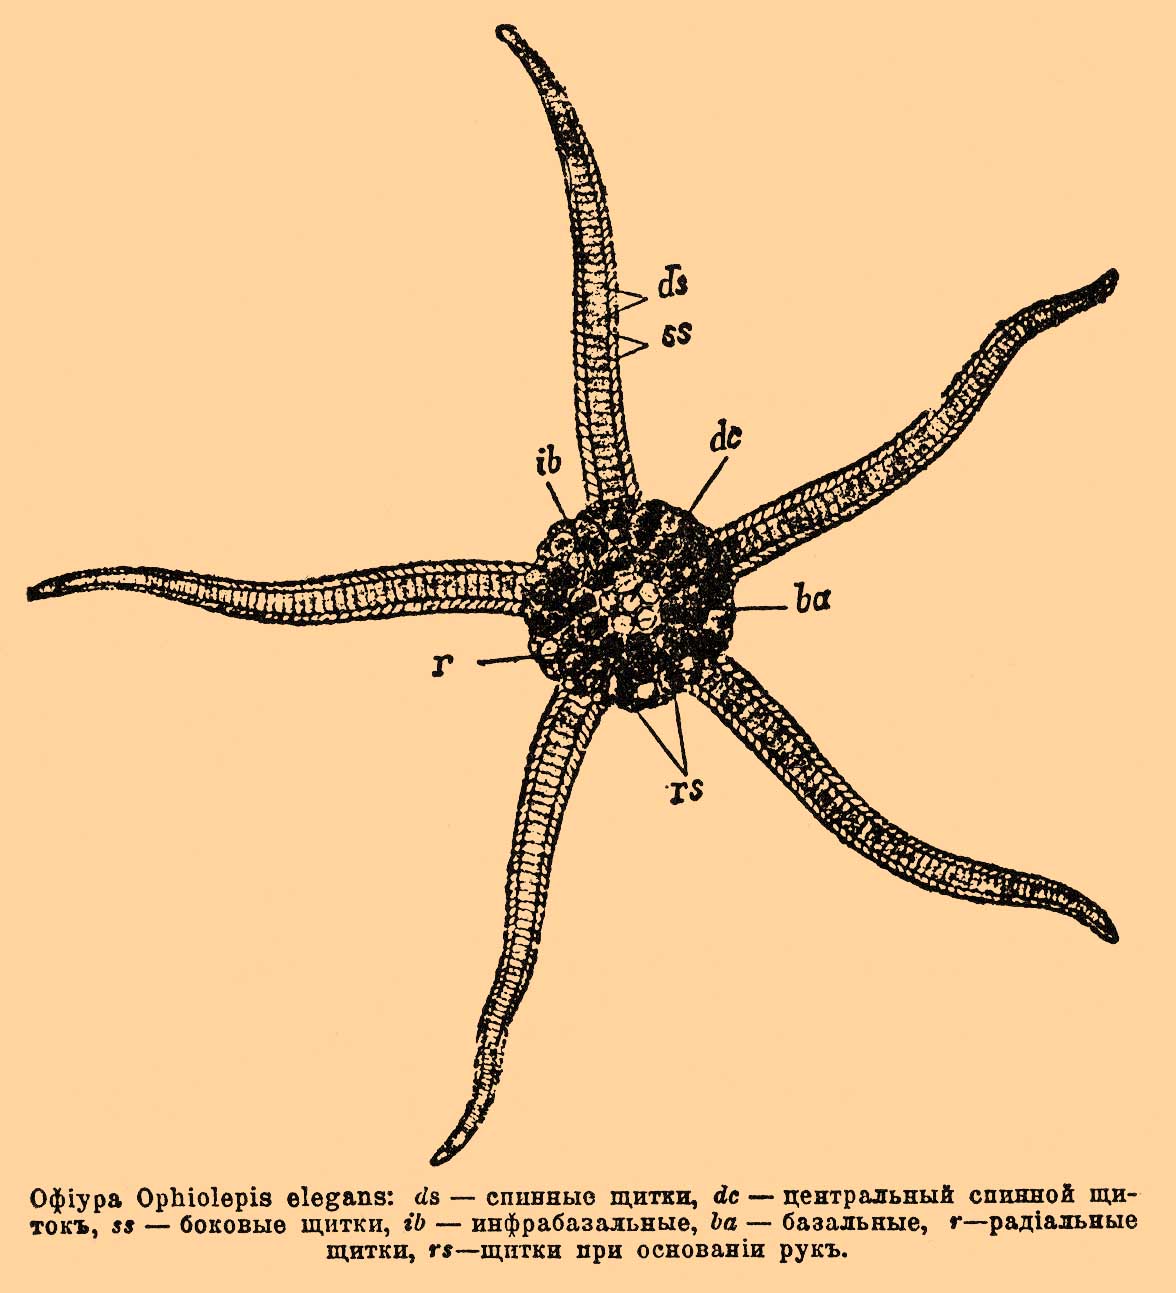 ds
ss
dc
ib
ba
r
rs
Офіура Ophiolepis elegans: ds — спинные щитки, dc — центральный спинной щи-
токъ, ss — боковые щитки, ib — инфрабазальные, ba — базальные, r—радіальные
щитки, rs—щитки при основаніи рукъ.